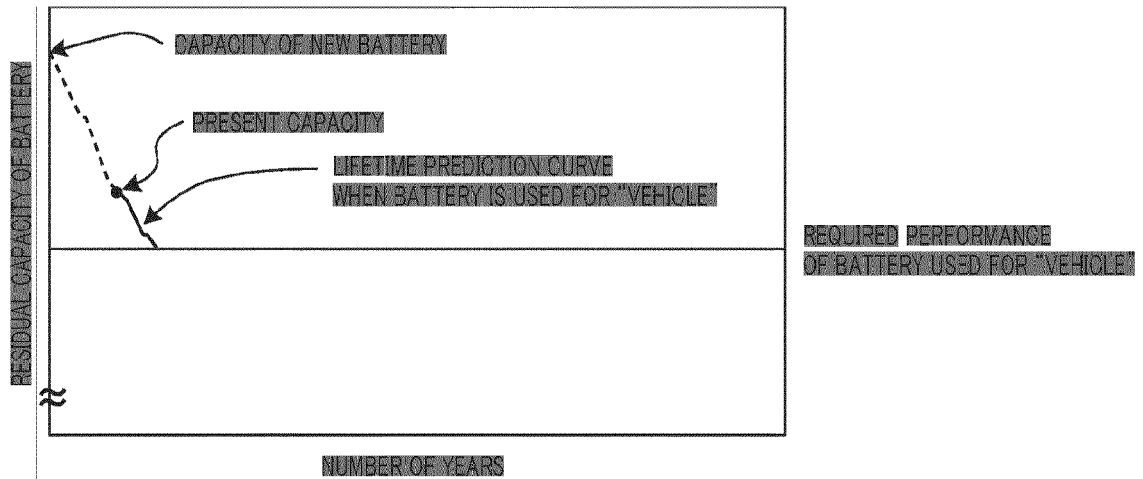 CAPACITY OF NEW BATTERY
PRESENT CAPACITY
LIFETIME PREDICTION CURVE
WHEN BATTERY IS USED FOR "VEHICLE"
REQUIRED PERFORMANCE
OF BATTERY USED FOR "VEHICLE"
RESIDUAL CAPACITY OF BATTERY
NUMBER OF YEARS